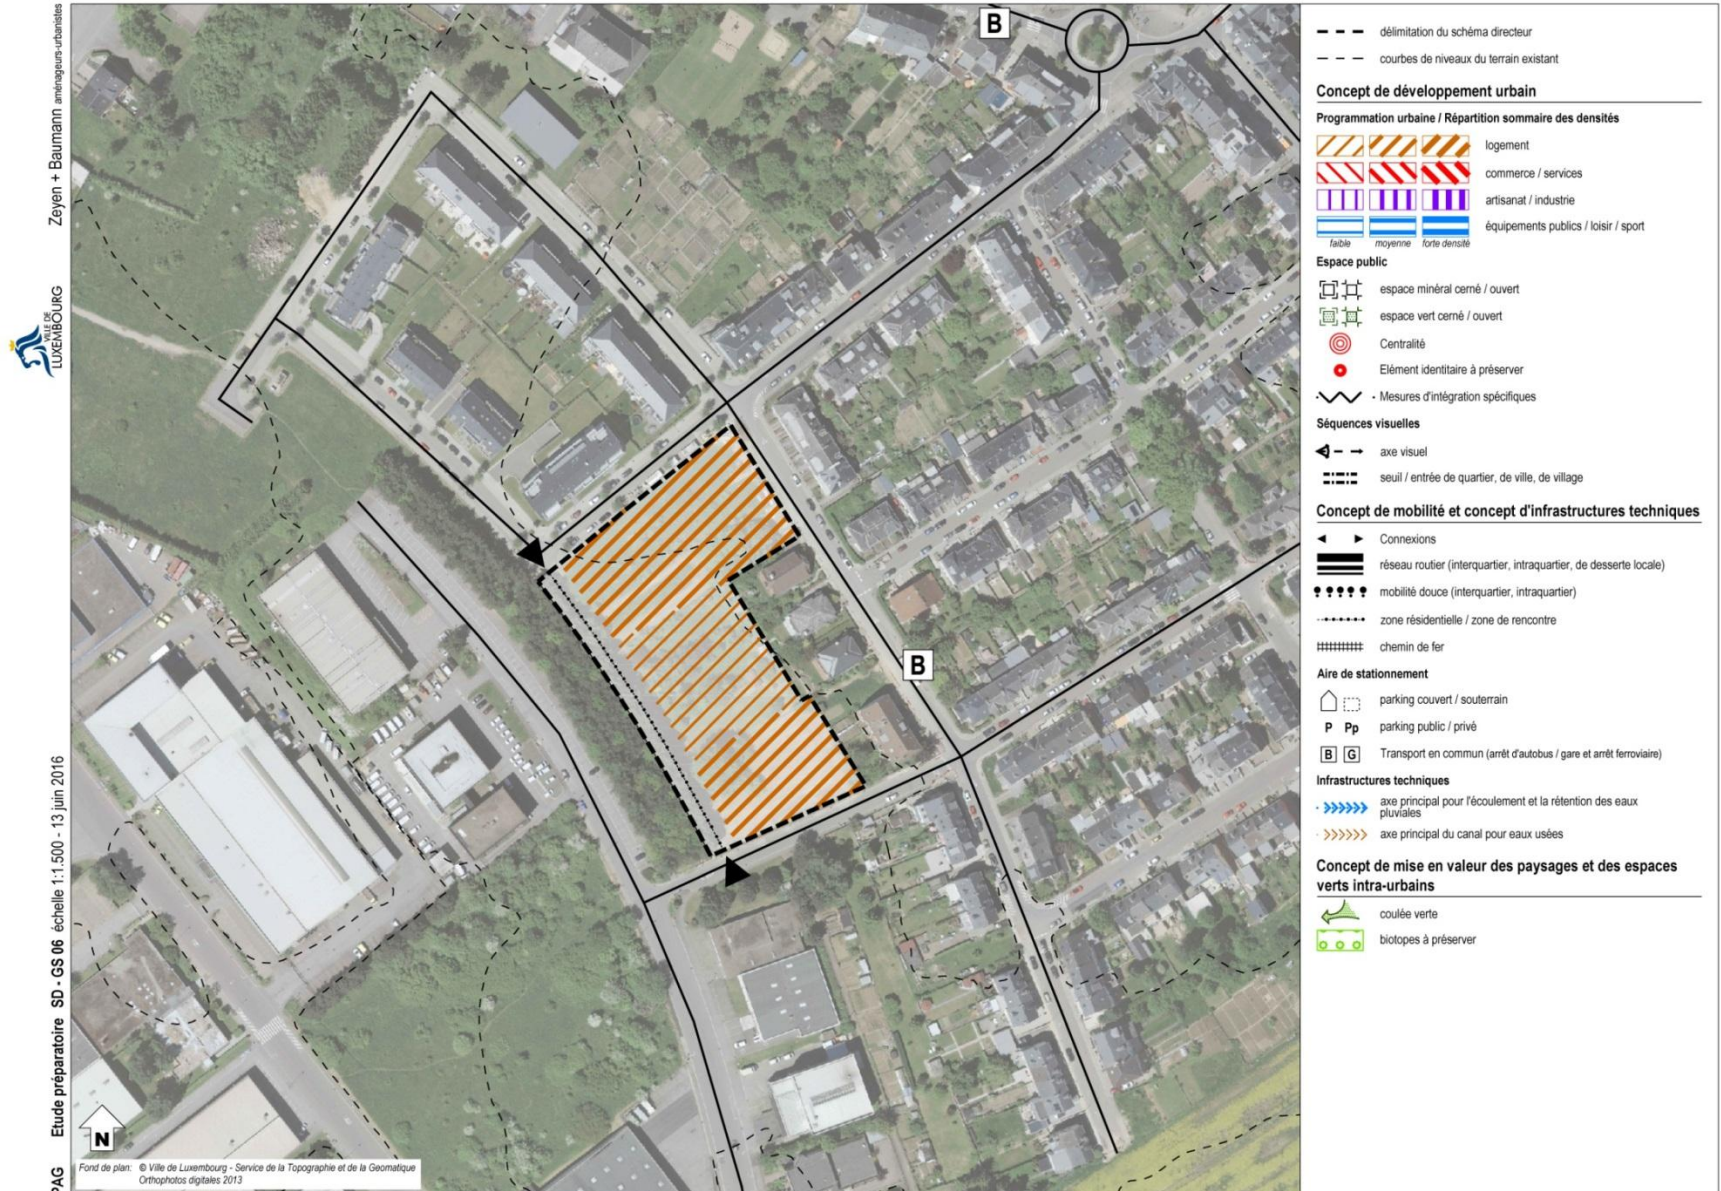 Zeyen + Baumann aménageurs-urbanistes
VILLE DE
LUXEMBOURG
PAG Etude préparatoire SD - GS 06 échelle 1:1.500 - 13 juin 2016
B
B
N
Fond de plan: © Ville de Luxembourg - Service de la Topographie et de la Geomatique
Orthophotos digitales 2013
délimitation du schéma directeur
courbes de niveaux du terrain existant
Concept de développement urbain
Programmation urbaine / Répartition sommaire des densités
logement
commerce / services
artisanat / industrie
équipements publics / loisir / sport
faible moyenne forte densité
Espace public
espace minéral cerné / ouvert
espace vert cerné / ouvert
Centralité
Elément identitaire à préserver
Mesures d'intégration spécifiques
Séquences visuelles
axe visuel
seuil / entrée de quartier, de ville, de village
Concept de mobilité et concept d'infrastructures techniques
Connexions
réseau routier (interquartier, intraquartier, de desserte locale)
mobilité douce (interquartier, intraquartier)
zone résidentielle / zone de rencontre
chemin de fer
Aire de stationnement
parking couvert / souterrain
P Pp parking public / privé
B G Transport en commun (arrêt d'autobus / gare et arrêt ferroviaire)
Infrastructures techniques
axe principal pour l'écoulement et la rétention des eaux
pluviales
axe principal du canal pour eaux usées
Concept de mise en valeur des paysages et des espaces
verts intra-urbains
coulée verte
biotopes à préserver